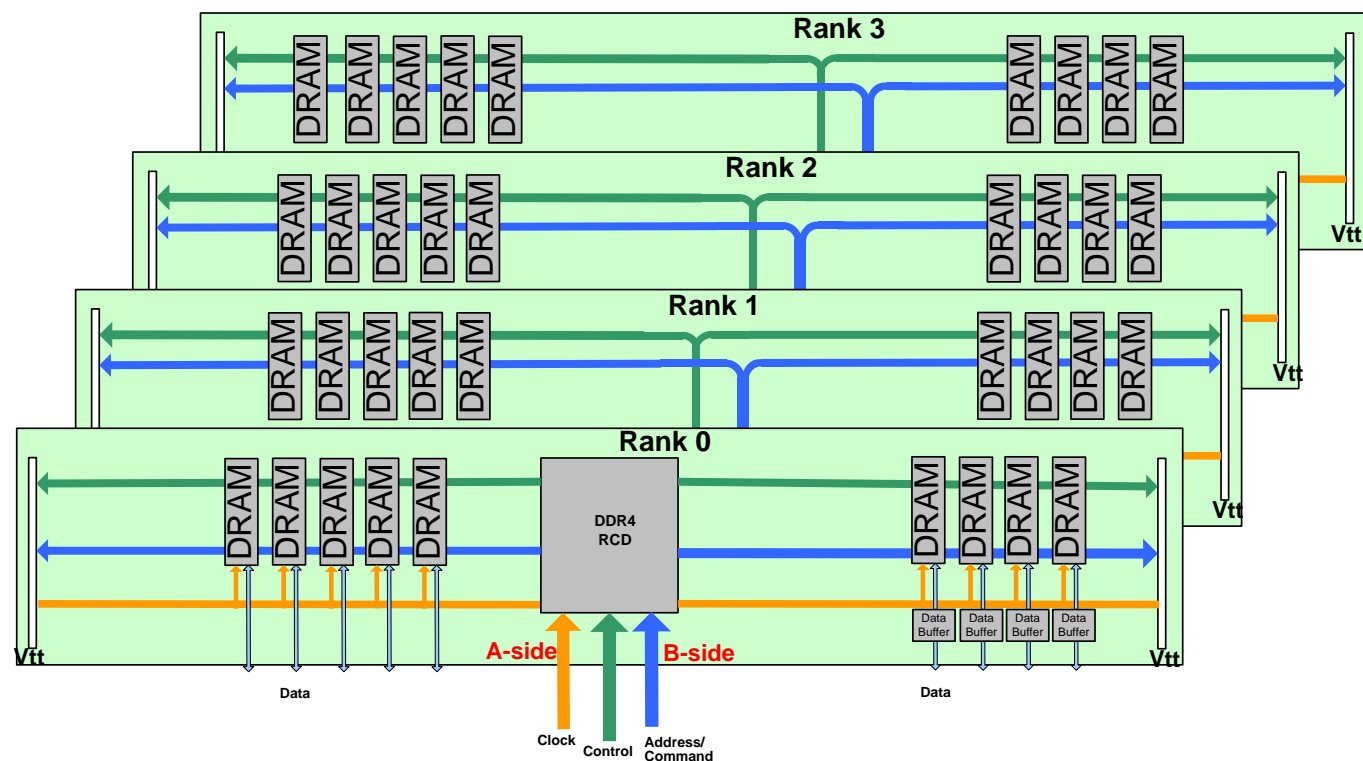 Rank 3
DRAM DRAM DRAM DRAM DRAM DRAM DRAM DRAM DRAM
Vtt
Rank 2
DRAM DRAM DRAM DRAM DRAM DRAM DRAM DRAM DRAM
Vtt
Rank 1
DRAM DRAM DRAM DRAM DRAM DRAM DRAM DRAM DRAM
Vtt
Rank 0
DRAM DRAM DRAM DRAM DRAM DRAM DRAM DRAM DRAM
DDR4
RCD
Data Data Data Data
Buffer Buffer Buffer Buffer
A-side B-side
Vtt Vtt
Data Data
Clock Control Address/
Command